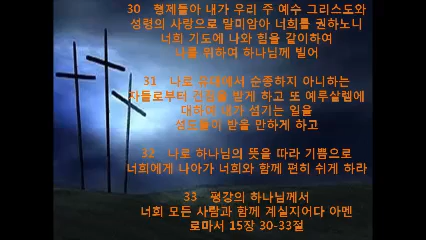 30 형제들아 내가 우리 주 예수 그리스도와
성령의 사랑으로 말미암아 너희를 권하노니
너희 기도에 나와 힘을 같이하여
나를 위하여 하나님께 빌어
31 나로 유대에서 순종하지 아니하는
자들로부터 건짐을 받게 하고 또 예루살렘에
대하여 내가 섬기는 일을
성도들이 받을 만하게 하고
32 나로 하나님의 뜻을 따라 기쁨으로
너희에게 나아가 너희와 함께 편히 쉬게 하라
33 평강의 하나님께서
너희 모든 사람과 함께 계실지어다 아멘
로마서 15장 30-33절